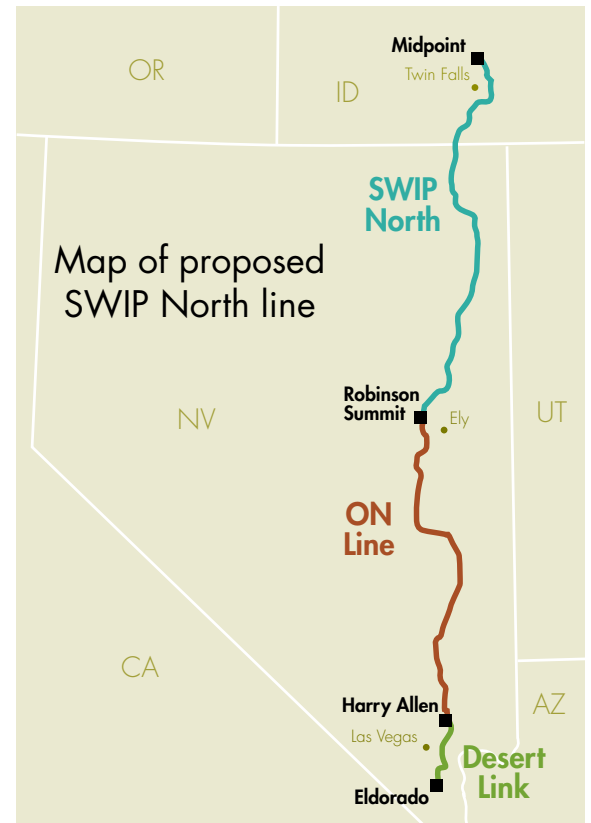 Midpoint
Twin Falls
OR
ID
SWIP
North
Map of proposed
SWIP North line
Robinson
Summit
Ely
NV
UT
ON
Line
CA
Harry Allen
AZ
Las Vegas
Desert
Link
Eldorado